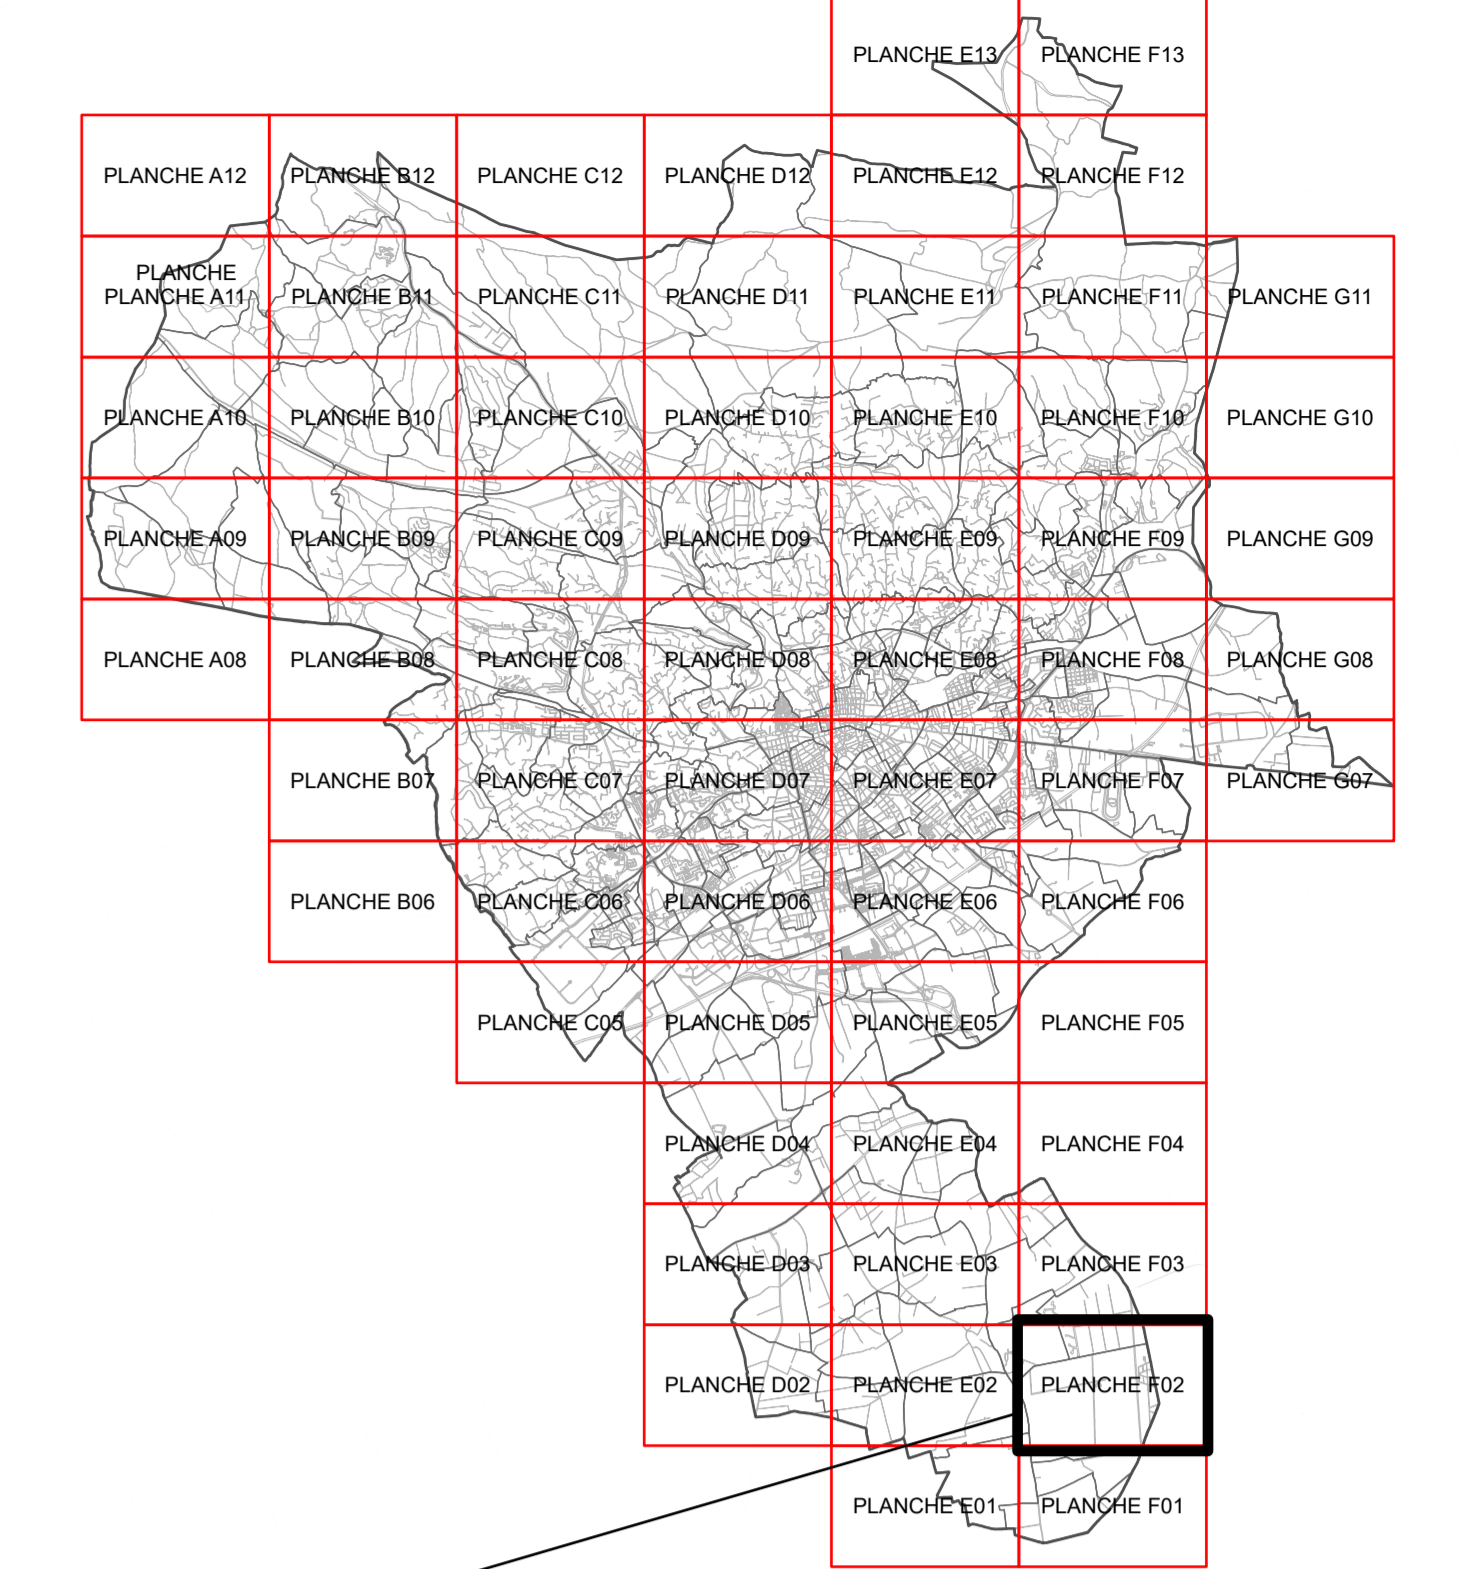 PLANCHE E13
PLANCHE F13
PLANCHE A12
PLANCHE B12
PLANCHE C12
PLANCHE D12
PLANCHE E12
PLANCHE F12
PLANCHE
PLANCHE A11
PLANCHE B11
PLANCHE C11
PLANCHE D11
PLANCHE E11
PLANCHE F11
PLANCHE G11
PLANCHE A10
PLANCHE B10
PLANCHE C10
PLANCHE D10
PLANCHE E10
PLANCHE F10
PLANCHE G10
PLANCHE A09
PLANCHE B09
PLANCHE C09
PLANCHE D09
PLANCHE E09
PLANCHE F09
PLANCHE G09
PLANCHE A08
PLANCHE B08
PLANCHE C08
PLANCHE D08
PLANCHE E08
PLANCHE F08
PLANCHE G08
PLANCHE B07
PLANCHE C07
PLANCHE D07
PLANCHE E07
PLANCHE F07
PLANCHE G07
PLANCHE B06
PLANCHE C06
PLANCHE D06
PLANCHE E06
PLANCHE F06
PLANCHE C05
PLANCHE D05
PLANCHE E05
PLANCHE F05
PLANCHE D04
PLANCHE E04
PLANCHE F04
PLANCHE D03
PLANCHE E03
PLANCHE F03
PLANCHE D02
PLANCHE E02
PLANCHE F02
PLANCHE E01
PLANCHE F01